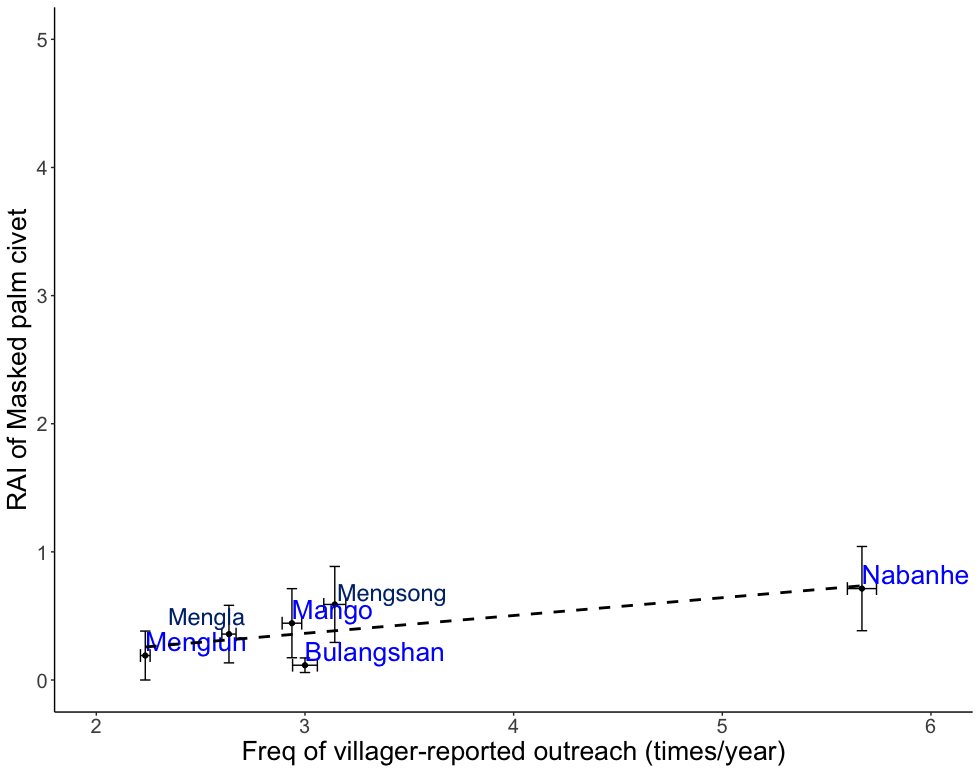 5
4
3
2
1
0
RAI of Masked palm civet
Mengla
Menglun
Mango
Mengsong
Bulangshan
Nabanhe
2 3 4 5 6
Freq of villager-reported outreach (times/year)